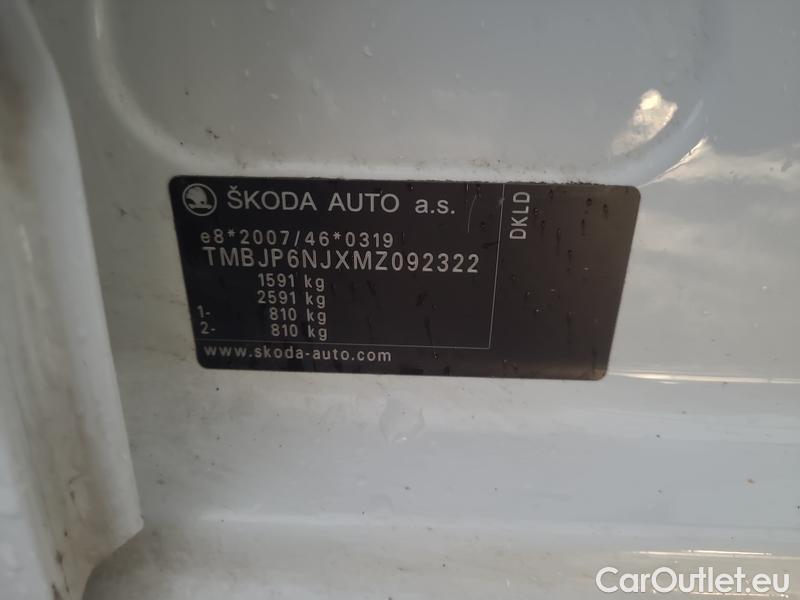 ŠKODA AUTO a.s.
e8*2007/46*0319
TMBJP6NJXMZ092322
1591 kg
2591 kg
1- 810 kg
2- 810 kg
www.skoda-auto.com
DKLD
CarOutlet.eu